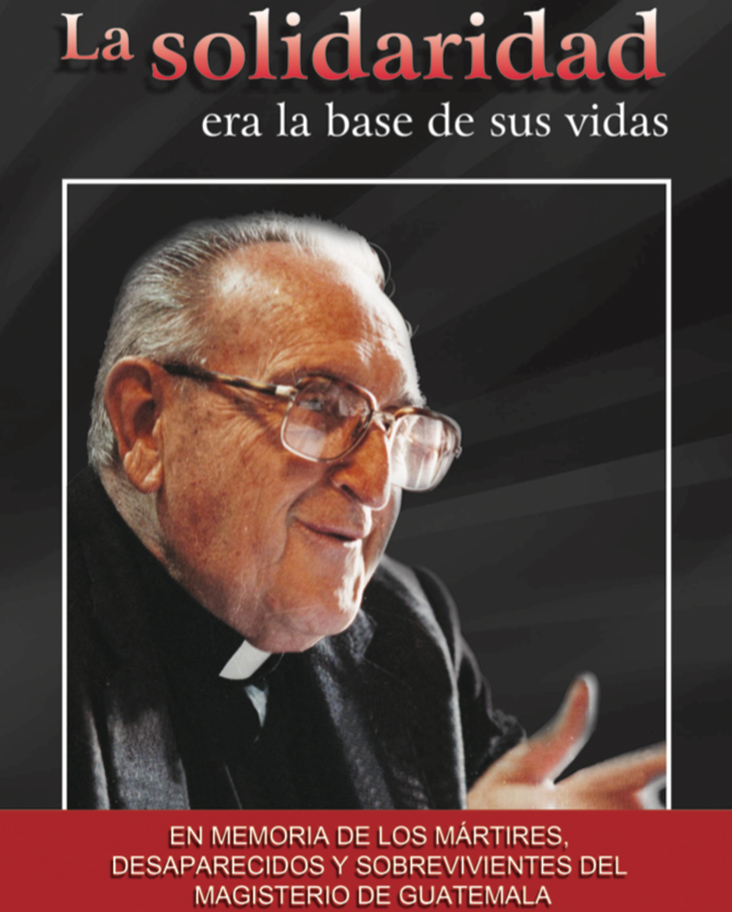 La solidaridad
era la base de sus vidas
EN MEMORIA DE LOS MÁRTIRES,
DESAPARECIDOS Y SOBREVIVIENTES DEL
MAGISTERIO DE GUATEMALA